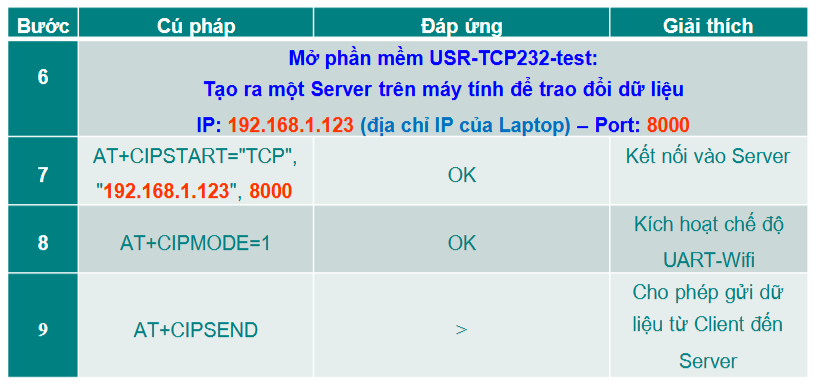 Bước Cú pháp Đáp ứng Giải thích
6 Mở phần mềm USR-TCP232-test:
Tạo ra một Server trên máy tính để trao đổi dữ liệu
IP: 192.168.1.123 (địa chỉ IP của Laptop) – Port: 8000
7 AT+CIPSTART="TCP", OK Kết nối vào Server
"192.168.1.123", 8000
8 AT+CIPMODE=1 OK Kích hoạt chế độ
UART-Wifi
9 AT+CIPSEND > Cho phép gửi dữ
liệu từ Client đến
Server